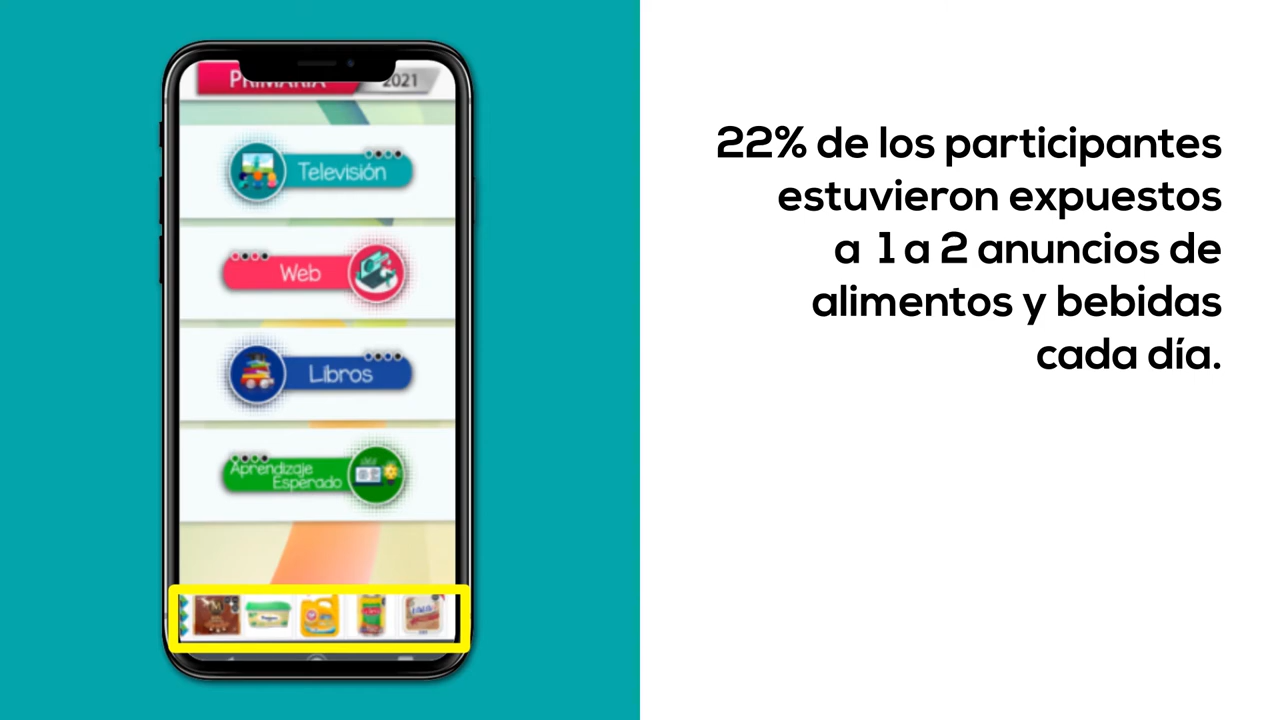 PRIMARIA
2021
Televisión
Web
Libros
Aprendizaje
Esperado
22% de los participantes
estuvieron expuestos
a 1 a 2 anuncios de
alimentos y bebidas
cada día.